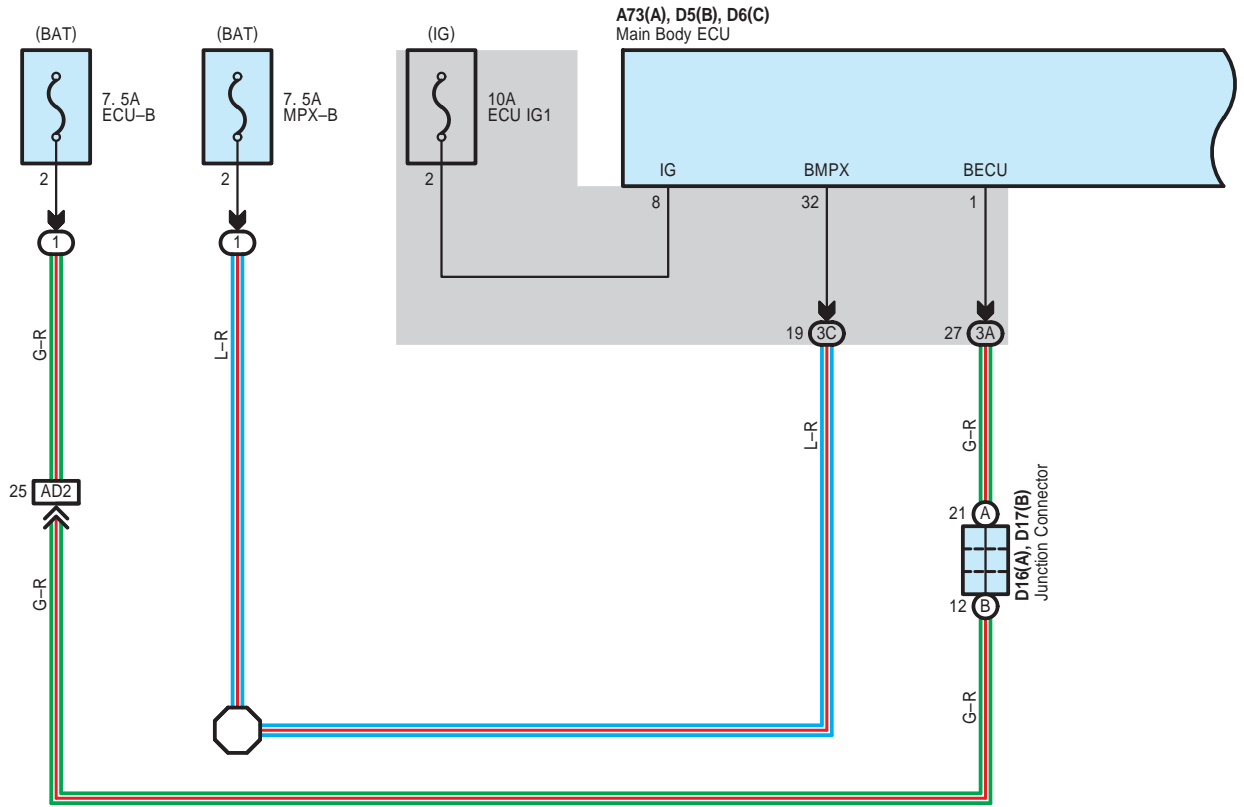 A73(A), D5(B), D6(C)
Main Body ECU
(BAT)
(BAT)
(IG)
7. 5A
ECU–B
7. 5A
MPX–B
10A
ECU IG1
IG
BMPX
BECU
2
2
2
8
32
1
1
1
19
3C
27
3A
G–R
L–R
L–R
G–R
25
AD2
21
A
D16(A), D17(B)
Junction Connector
12
B
G–R
G–R